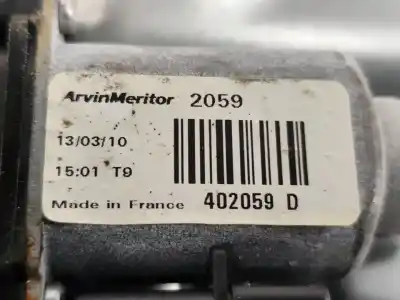 ArvinMeritor 2059
13/03/10
15:01 T9
Made in France 402059 D